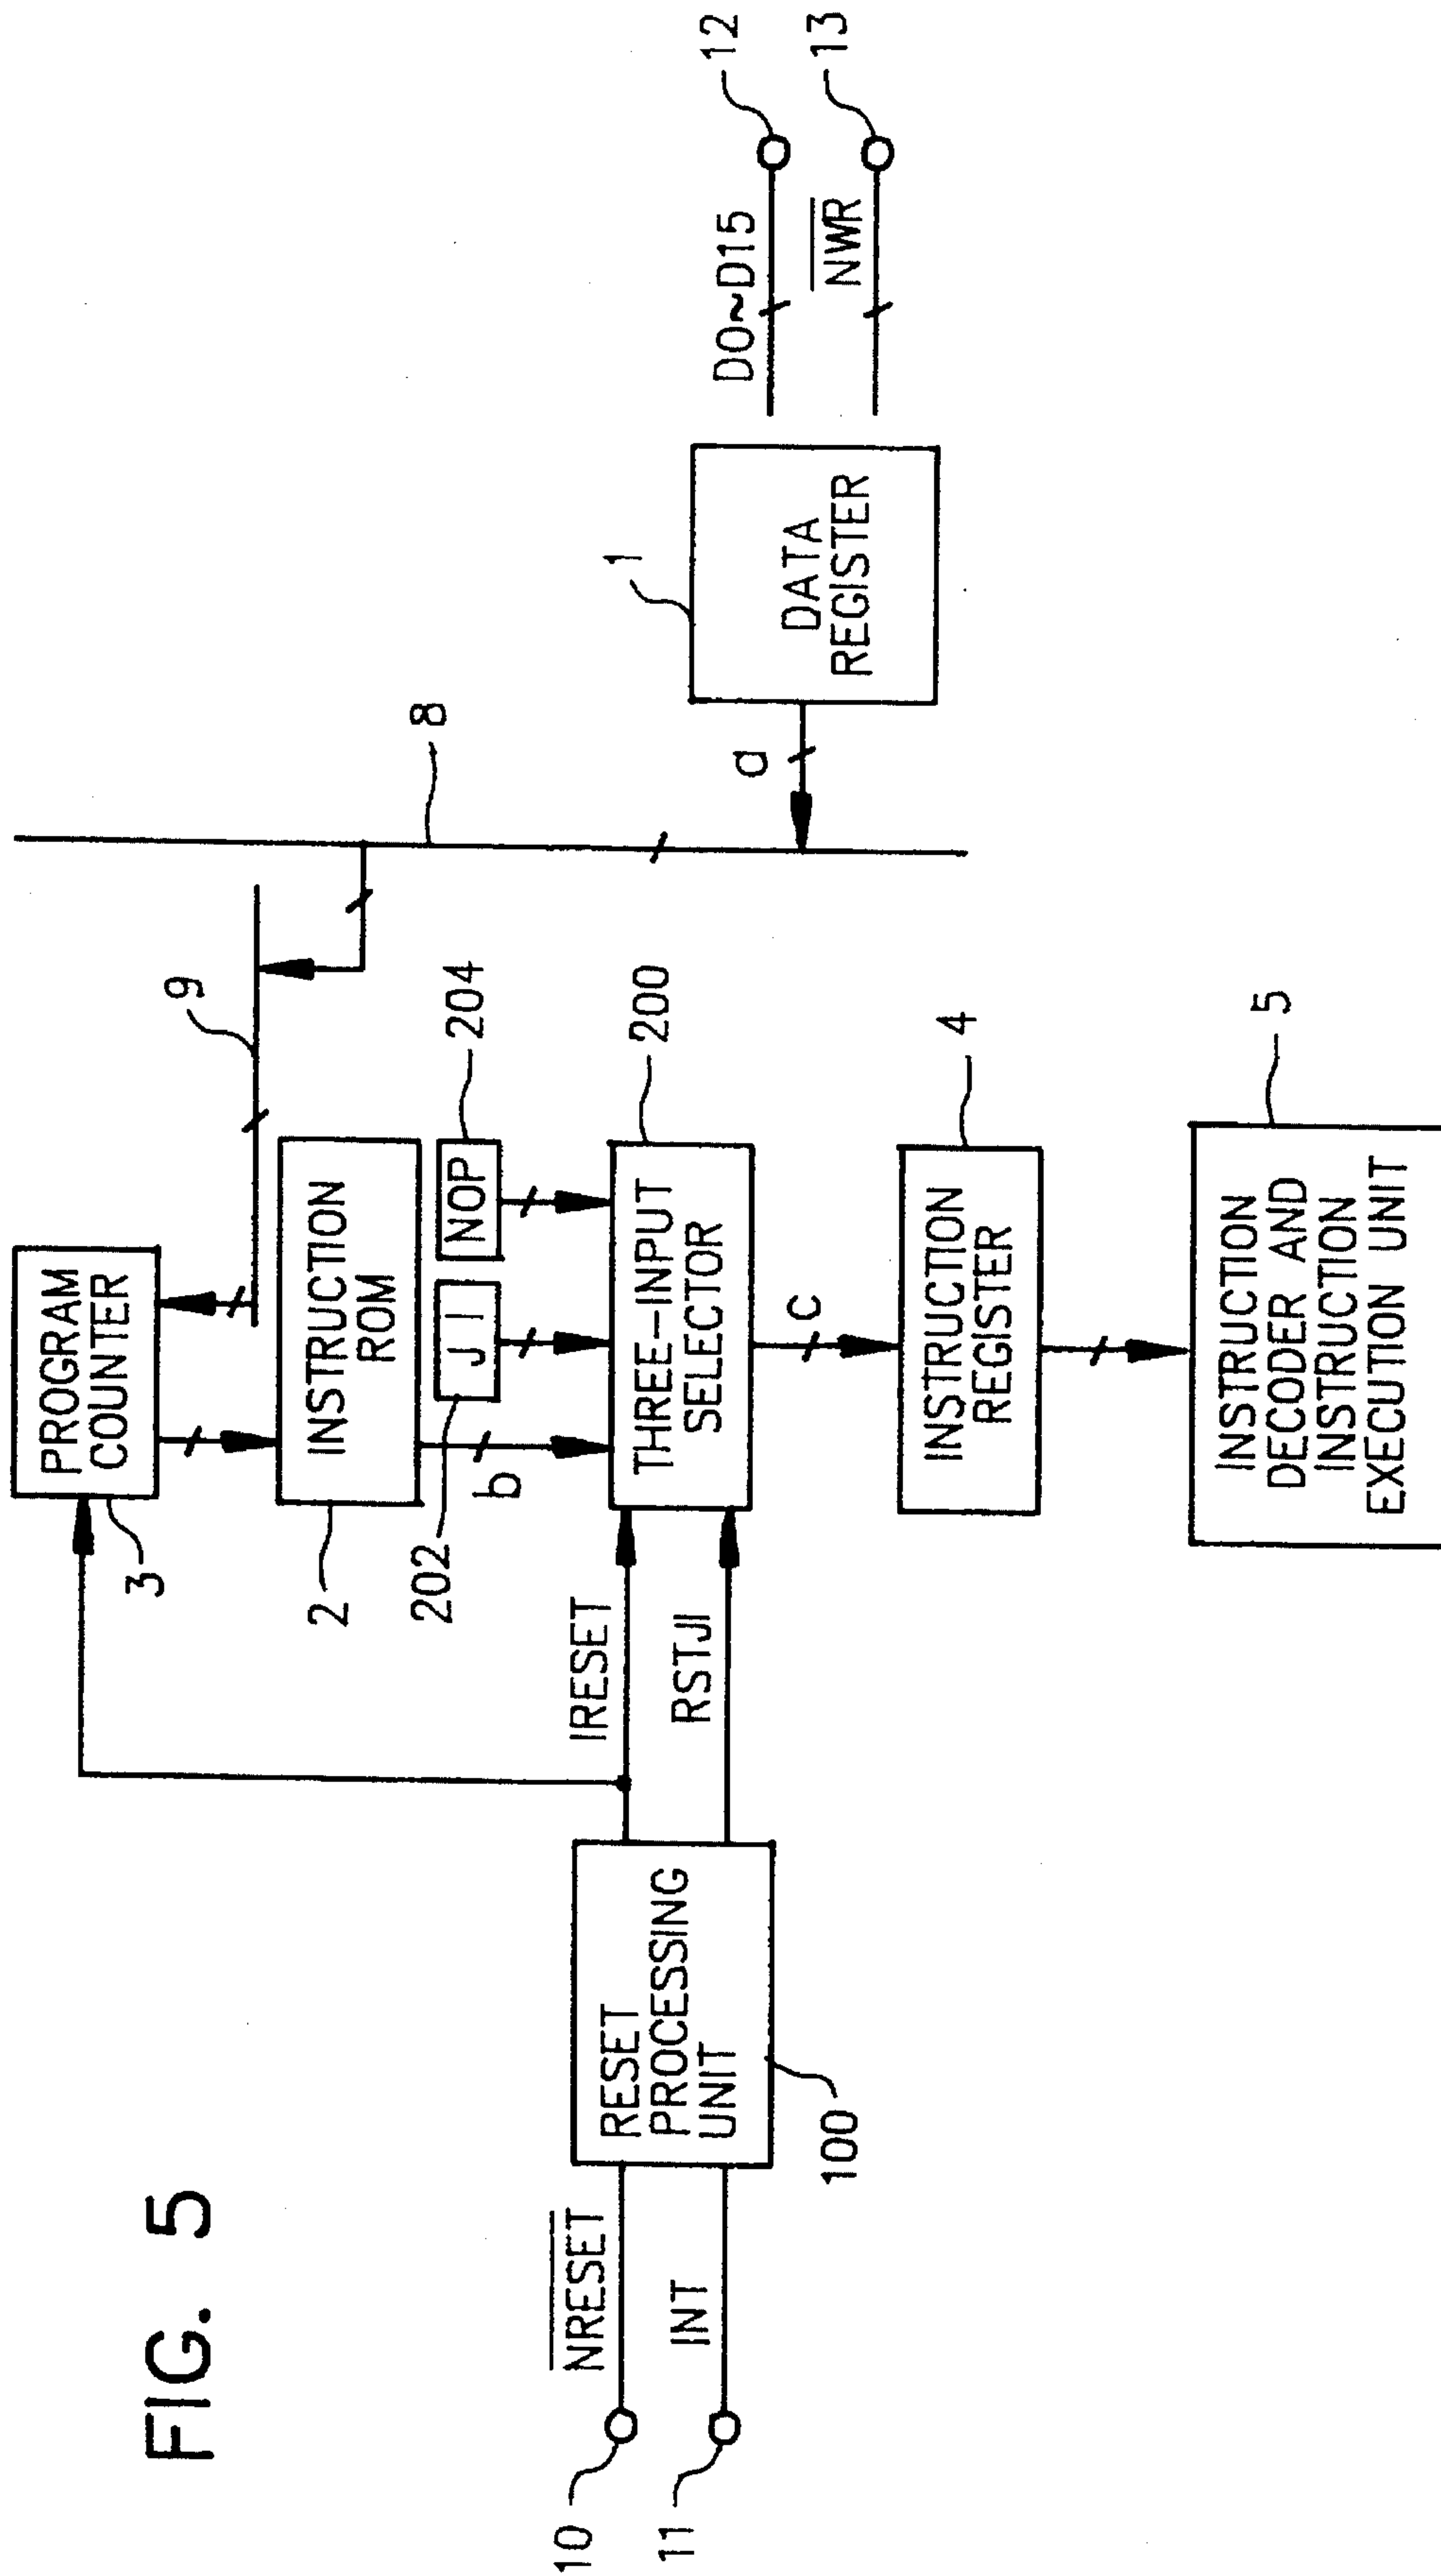 FIG. 5
10
11
NRESET
INT
RESET
PROCESSING
UNIT
100
IRESET
RSTJI
3
PROGRAM
COUNTER
9
8
2
INSTRUCTION
ROM
b
202
J I
NOP
204
THREE-INPUT
SELECTOR
200
c
INSTRUCTION
REGISTER
4
INSTRUCTION
DECODER AND
INSTRUCTION
EXECUTION UNIT
5
a
1
DATA
REGISTER
D0~D15
NWR
12
13